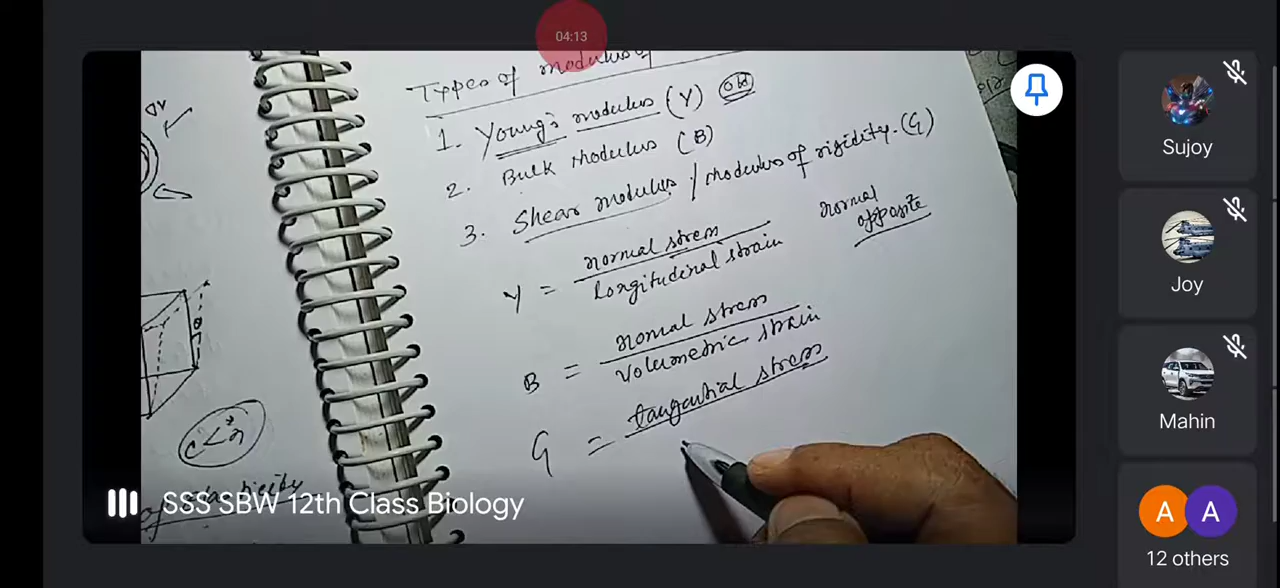 04:13
Types of modulus of
1. Young's modulus (Y) Old
2. Bulk modulus (B)
3. Shear modulus / modulus of rigidity. (G)
normal
opposite
Y = normal stress
longitudinal strain
B = normal stress
volumetric strain
G = tangential stress
ΔV
θ
SSS SBW 12th Class Biology
Sujoy
Joy
Mahin
A A
12 others